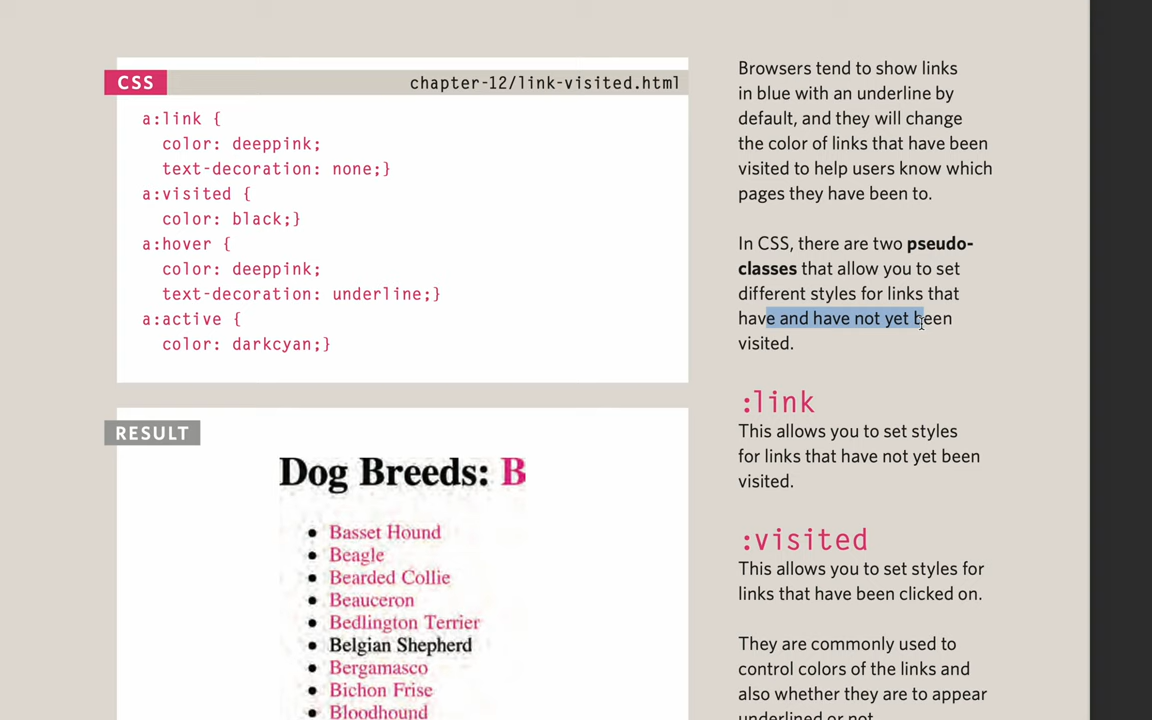 CSS
chapter-12/link-visited.html
a:link {
color: deeppink;
text-decoration: none;}
a:visited {
color: black;}
a:hover {
color: deeppink;
text-decoration: underline;}
a:active {
color: darkcyan;}
RESULT
Dog Breeds: B
Basset Hound
Beagle
Bearded Collie
Beauceron
Bedlington Terrier
Belgian Shepherd
Bergamasco
Bichon Frise
Bloodhound
Browsers tend to show links
in blue with an underline by
default, and they will change
the color of links that have been
visited to help users know which
pages they have been to.
In CSS, there are two pseudo-
classes that allow you to set
different styles for links that
have and have not yet been
visited.
:link
This allows you to set styles
for links that have not yet been
visited.
:visited
This allows you to set styles for
links that have been clicked on.
They are commonly used to
control colors of the links and
also whether they are to appear
underlined or not.